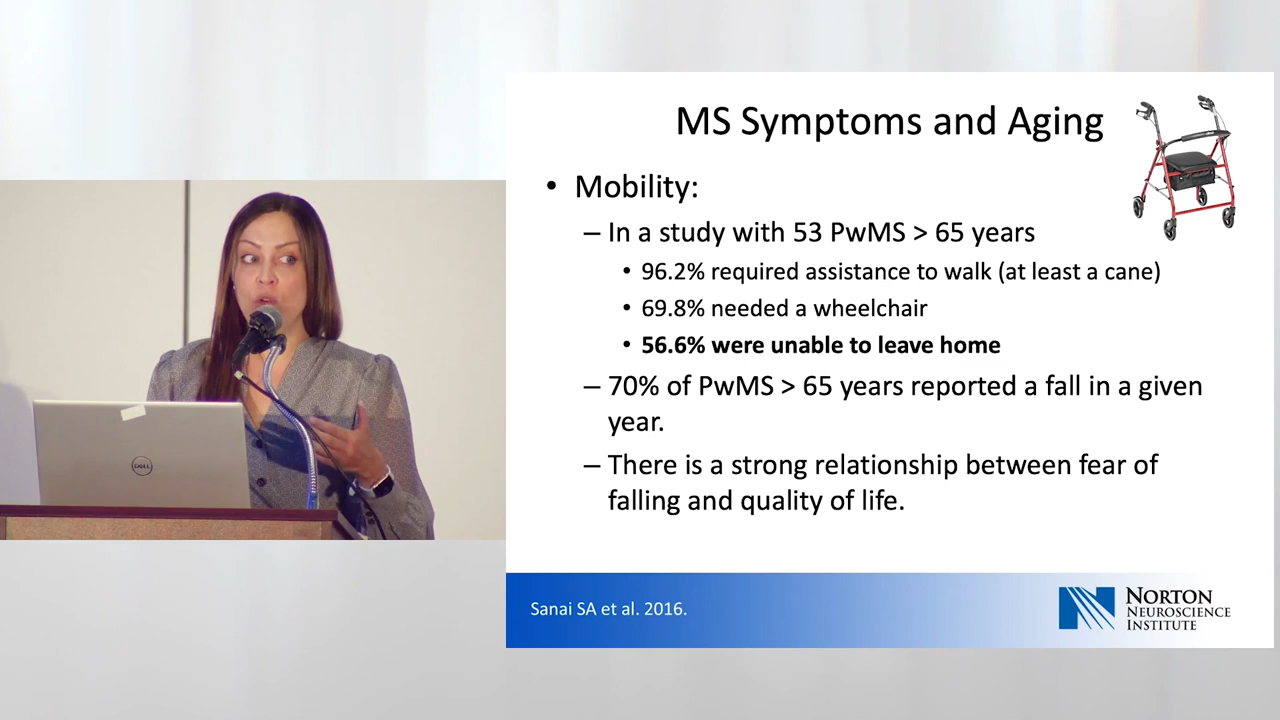 MS Symptoms and Aging
• Mobility:
– In a study with 53 PwMS > 65 years
• 96.2% required assistance to walk (at least a cane)
• 69.8% needed a wheelchair
• 56.6% were unable to leave home
– 70% of PwMS > 65 years reported a fall in a given
year.
– There is a strong relationship between fear of
falling and quality of life.
Sanai SA et al. 2016.
NORTON
NEUROSCIENCE
INSTITUTE
DELL